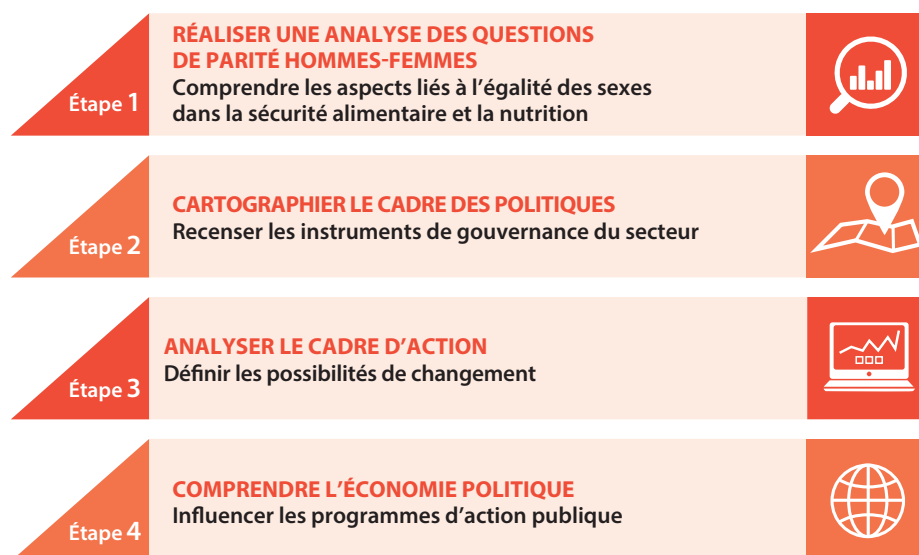 RÉALISER UNE ANALYSE DES QUESTIONS
DE PARITÉ HOMMES-FEMMES
Comprendre les aspects liés à l'égalité des sexes
dans la sécurité alimentaire et la nutrition
Étape 1
CARTOGRAPHIER LE CADRE DES POLITIQUES
Recenser les instruments de gouvernance du secteur
Étape 2
ANALYSER LE CADRE D'ACTION
Définir les possibilités de changement
Étape 3
COMPRENDRE L'ÉCONOMIE POLITIQUE
Influencer les programmes d'action publique
Étape 4